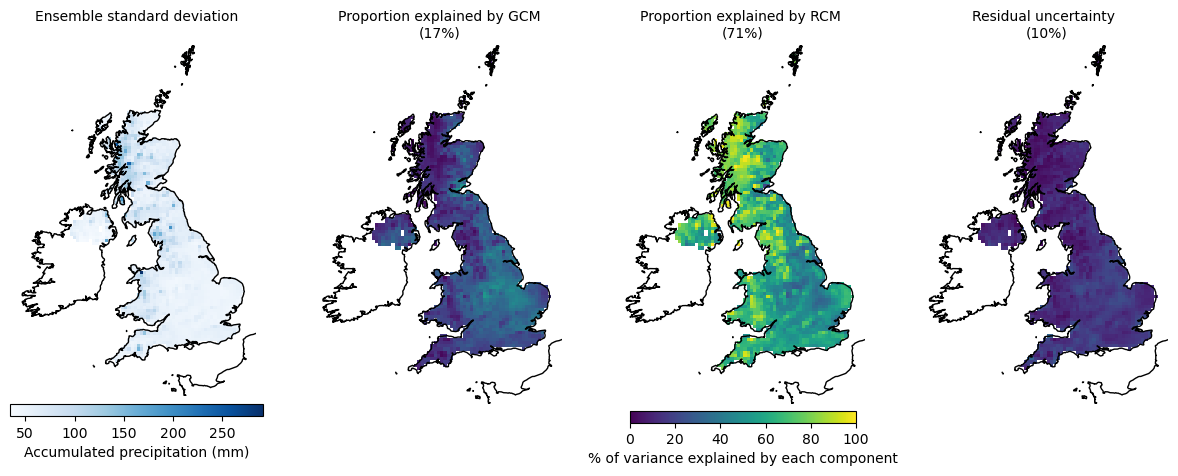 Ensemble standard deviation
Proportion explained by GCM
(17%)
Proportion explained by RCM
(71%)
Residual uncertainty
(10%)
50 100 150 200 250
Accumulated precipitation (mm)
0 20 40 60 80 100
% of variance explained by each component